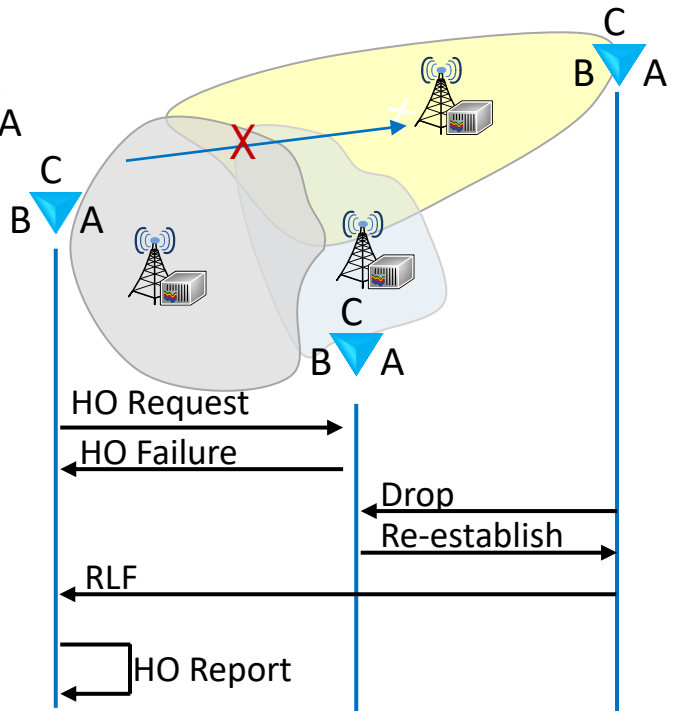 C
B A
A
C
B A
X
C
B A
HO Request
HO Failure
Drop
Re-establish
RLF
HO Report